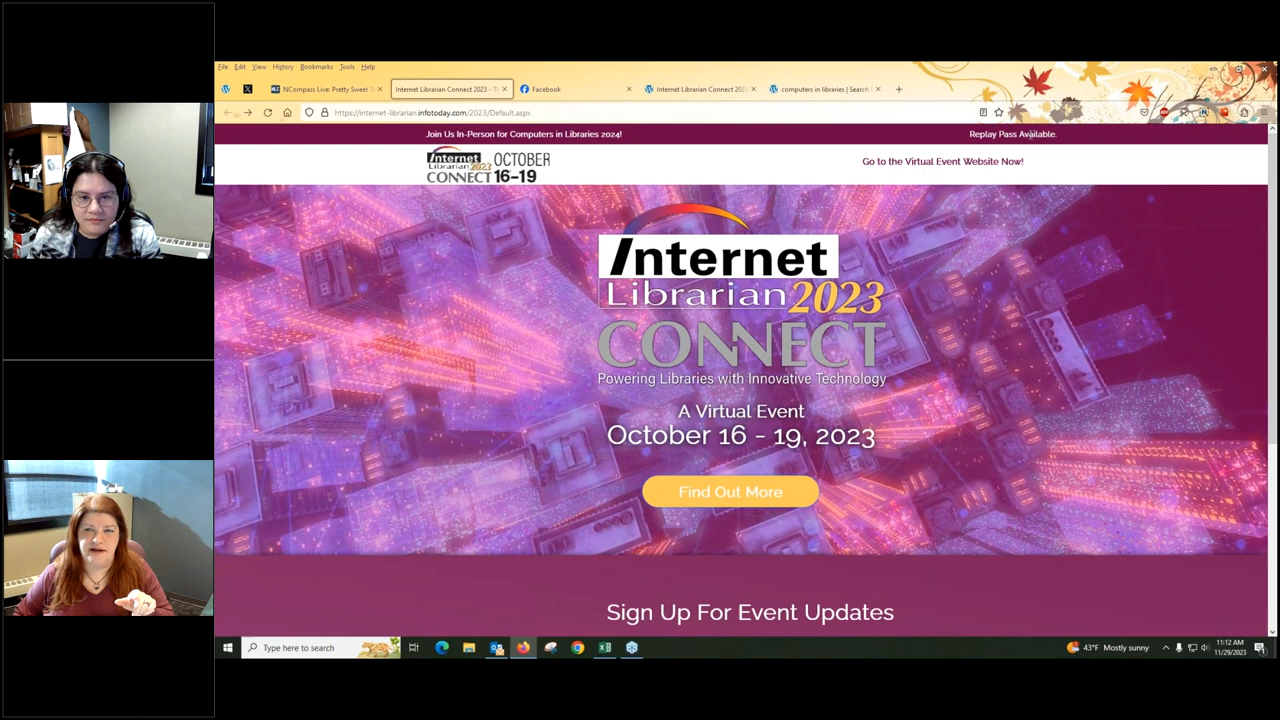 File Edit View History Bookmarks Tools Help
NCompass Live: Pretty Sweet T
Internet Librarian Connect 2023 - T
Facebook
Internet Librarian Connect 202
computers in libraries | Search
https://internet-librarian.infotoday.com/2023/Default.aspx
Join Us In-Person for Computers in Libraries 2024!
Replay Pass Available.
Internet Librarian 2023 CONNECT
OCTOBER 16–19
Go to the Virtual Event Website Now!
Internet
Librarian 2023
CONNECT
Powering Libraries with Innovative Technology
A Virtual Event
October 16 - 19, 2023
Find Out More
Sign Up For Event Updates
Type here to search
43°F Mostly sunny
11:12 AM
11/29/2023